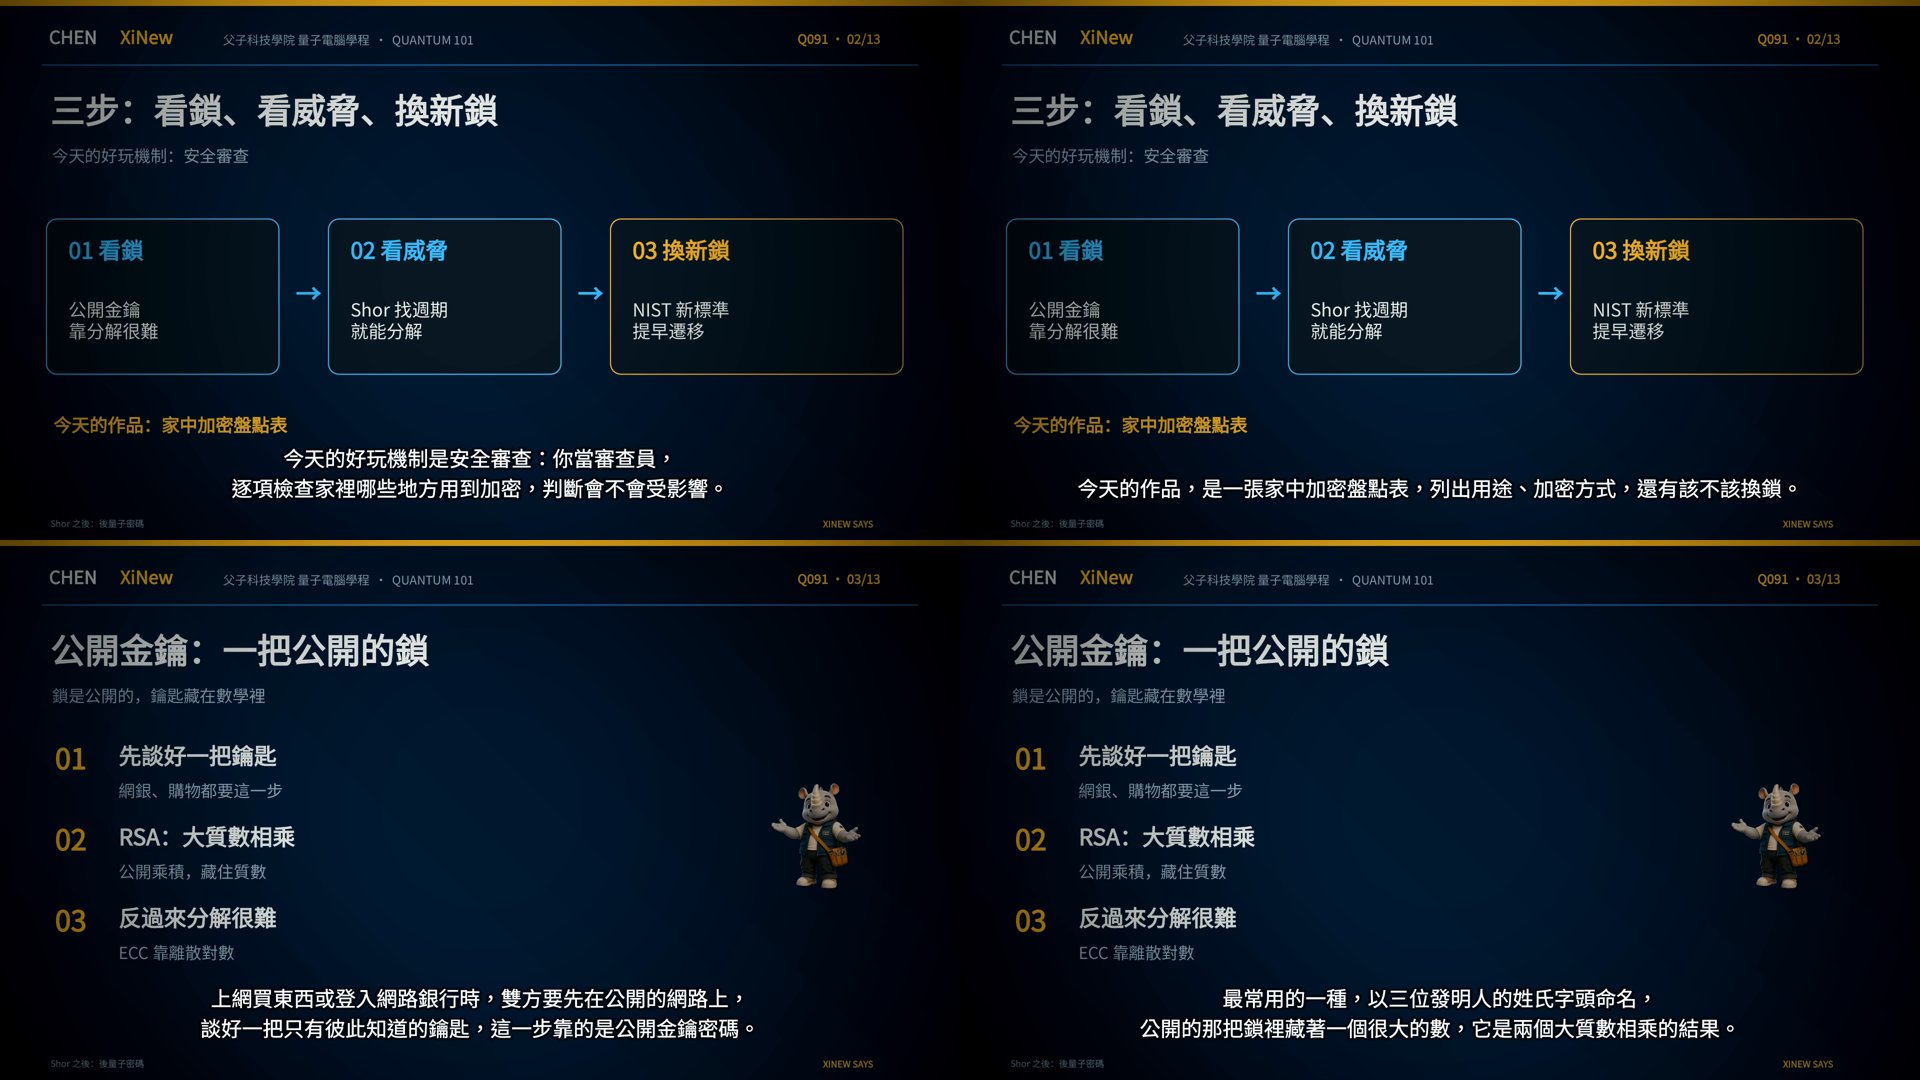 CHEN XiNew 父子科技學院 量子電腦學程 · QUANTUM 101 Q091 · 02/13
三步：看鎖、看威脅、換新鎖
今天的好玩機制：安全審查
01 看鎖
公開金鑰
靠分解很難
→
02 看威脅
Shor 找週期
就能分解
→
03 換新鎖
NIST 新標準
提早遷移
今天的作品：家中加密盤點表
今天的好玩機制是安全審查：你當審查員，
逐項檢查家裡哪些地方用到加密，判斷會不會受影響。
Shor 之後：後量子密碼 XINEW SAYS
CHEN XiNew 父子科技學院 量子電腦學程 · QUANTUM 101 Q091 · 02/13
三步：看鎖、看威脅、換新鎖
今天的好玩機制：安全審查
01 看鎖
公開金鑰
靠分解很難
→
02 看威脅
Shor 找週期
就能分解
→
03 換新鎖
NIST 新標準
提早遷移
今天的作品：家中加密盤點表
今天的作品，是一張家中加密盤點表，列出用途、加密方式，還有該不該換鎖。
Shor 之後：後量子密碼 XINEW SAYS
CHEN XiNew 父子科技學院 量子電腦學程 · QUANTUM 101 Q091 · 03/13
公開金鑰：一把公開的鎖
鎖是公開的，鑰匙藏在數學裡
01 先談好一把鑰匙
網銀、購物都要這一步
02 RSA：大質數相乘
公開乘積，藏住質數
03 反過來分解很難
ECC 靠離散對數
上網買東西或登入網路銀行時，雙方要先在公開的網路上，
談好一把只有彼此知道的鑰匙，這一步靠的是公開金鑰密碼。
Shor 之後：後量子密碼 XINEW SAYS
CHEN XiNew 父子科技學院 量子電腦學程 · QUANTUM 101 Q091 · 03/13
公開金鑰：一把公開的鎖
鎖是公開的，鑰匙藏在數學裡
01 先談好一把鑰匙
網銀、購物都要這一步
02 RSA：大質數相乘
公開乘積，藏住質數
03 反過來分解很難
ECC 靠離散對數
最常用的一種，以三位發明人的姓氏字頭命名，
公開的那把鎖裡藏著一個很大的數，它是兩個大質數相乘的結果。
Shor 之後：後量子密碼 XINEW SAYS